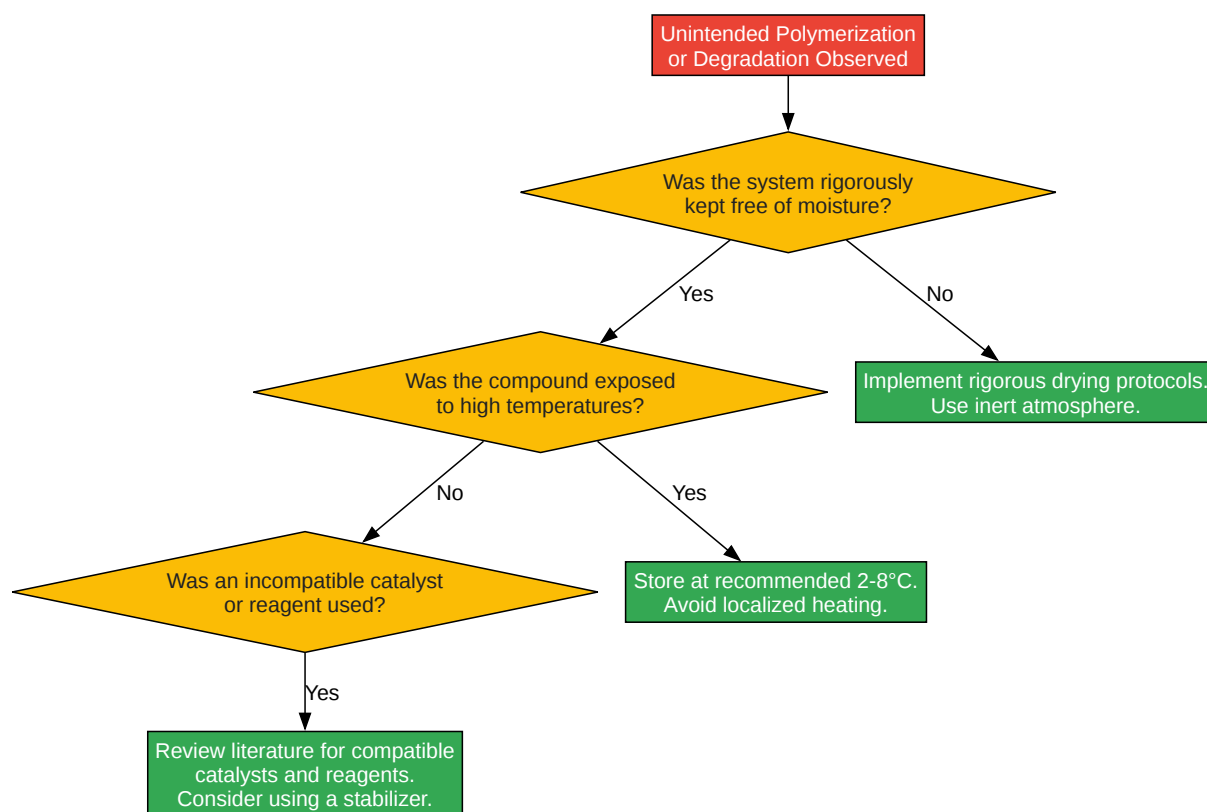 Unintended Polymerization
or Degradation Observed
Was the system rigorously
kept free of moisture?
Yes
No
Was the compound exposed
to high temperatures?
Implement rigorous drying protocols.
Use inert atmosphere.
No
Yes
Was an incompatible catalyst
or reagent used?
Store at recommended 2-8°C.
Avoid localized heating.
Yes
Review literature for compatible
catalysts and reagents.
Consider using a stabilizer.